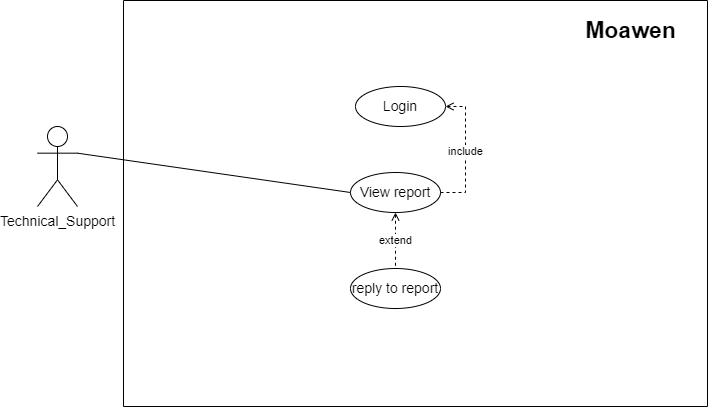 Moawen
Login
include
View report
Technical_Support
extend
reply to report